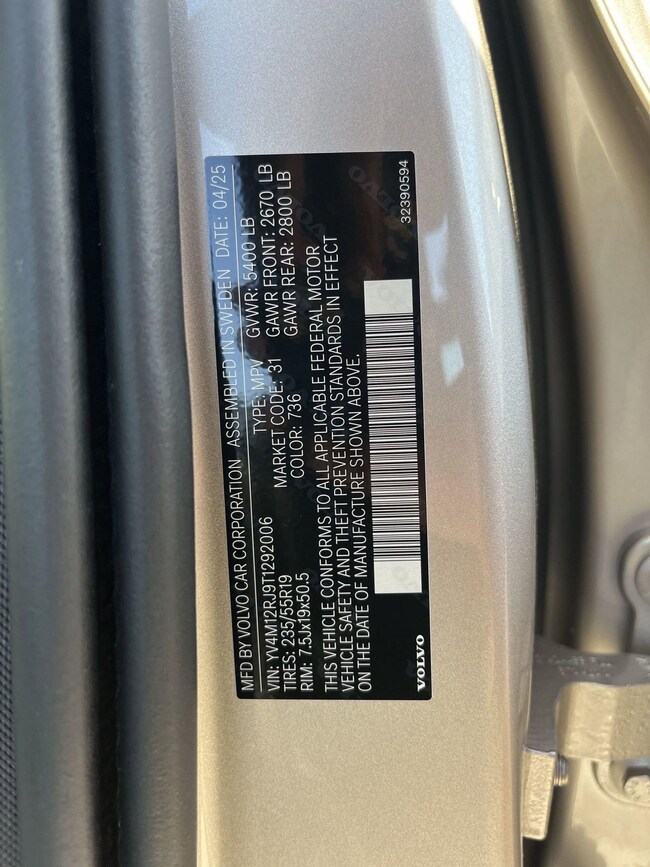 MFD BY VOLVO CAR CORPORATION ASSEMBLED IN SWEDEN DATE: 04/25
VIN: YV4M12RJ9T1292006 TYPE: MPV GVWR: 5400 LB
TIRES: 235/55R19 MARKET CODE: 31 GAWR FRONT: 2670 LB
RIM: 7.5Jx19x50.5 COLOR: 736 GAWR REAR: 2800 LB
THIS VEHICLE CONFORMS TO ALL APPLICABLE FEDERAL MOTOR
VEHICLE SAFETY AND THEFT PREVENTION STANDARDS IN EFFECT
ON THE DATE OF MANUFACTURE SHOWN ABOVE.
VOLVO 32390594